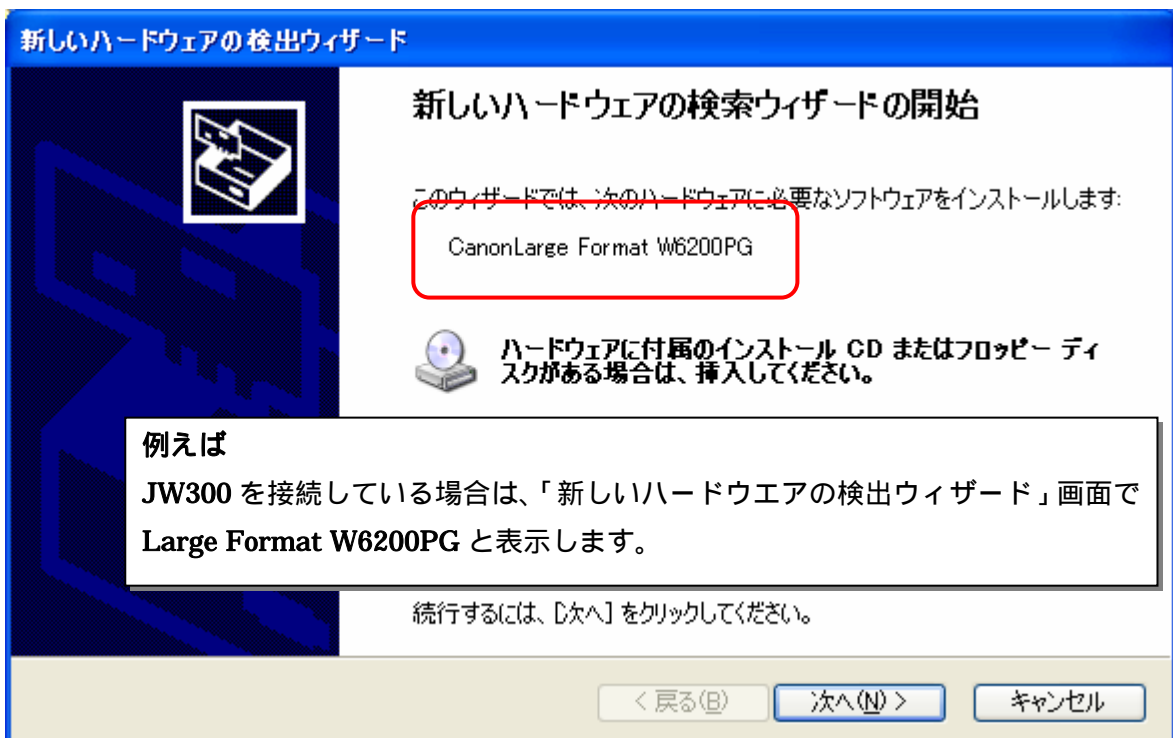 新しいハードウェアの検出ウィザード
新しいハードウェアの検索ウィザードの開始
このウィザードでは、次のハードウェアに必要なソフトウェアをインストールします:
CanonLarge Format W6200PG
ハードウェアに付属のインストール CD またはフロッピー ディ
スクがある場合は、挿入してください。
例えば
JW300 を接続している場合は、「新しいハードウエアの検出ウィザード」画面で
Large Format W6200PG と表示します。
続行するには、[次へ] をクリックしてください。
< 戻る(B) 次へ(N) > キャンセル